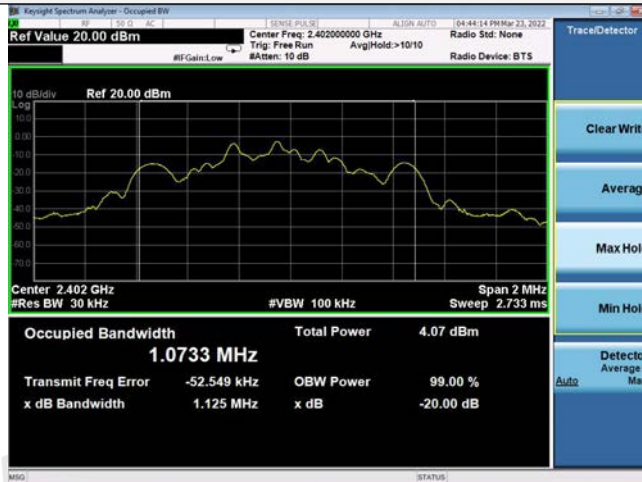 Keysight Spectrum Analyzer - Occupied BW
RF 50 Ω AC SENSE:PULSE ALIGN AUTO 04:44:14 PM Mar 23, 2022
Ref Value 20.00 dBm
Center Freq: 2.402000000 GHz
Radio Std: None
Trace/Detector
Trig: Free Run Avg|Hold:>10/10
#IFGain:Low #Atten: 10 dB Radio Device: BTS
10 dB/div Ref 20.00 dBm
Log
10.0
0.00
-10.0
-20.0
-30.0
-40.0
-50.0
-60.0
-70.0
Center 2.402 GHz Span 2 MHz
#Res BW 30 kHz #VBW 100 kHz Sweep 2.733 ms
Occupied Bandwidth Total Power 4.07 dBm
1.0733 MHz
Transmit Freq Error -52.549 kHz OBW Power 99.00 %
x dB Bandwidth 1.125 MHz x dB -20.00 dB
Clear Writ
Averag
Max Hol
Min Hol
Detecto
Average
Auto Ma
MSG STATUS